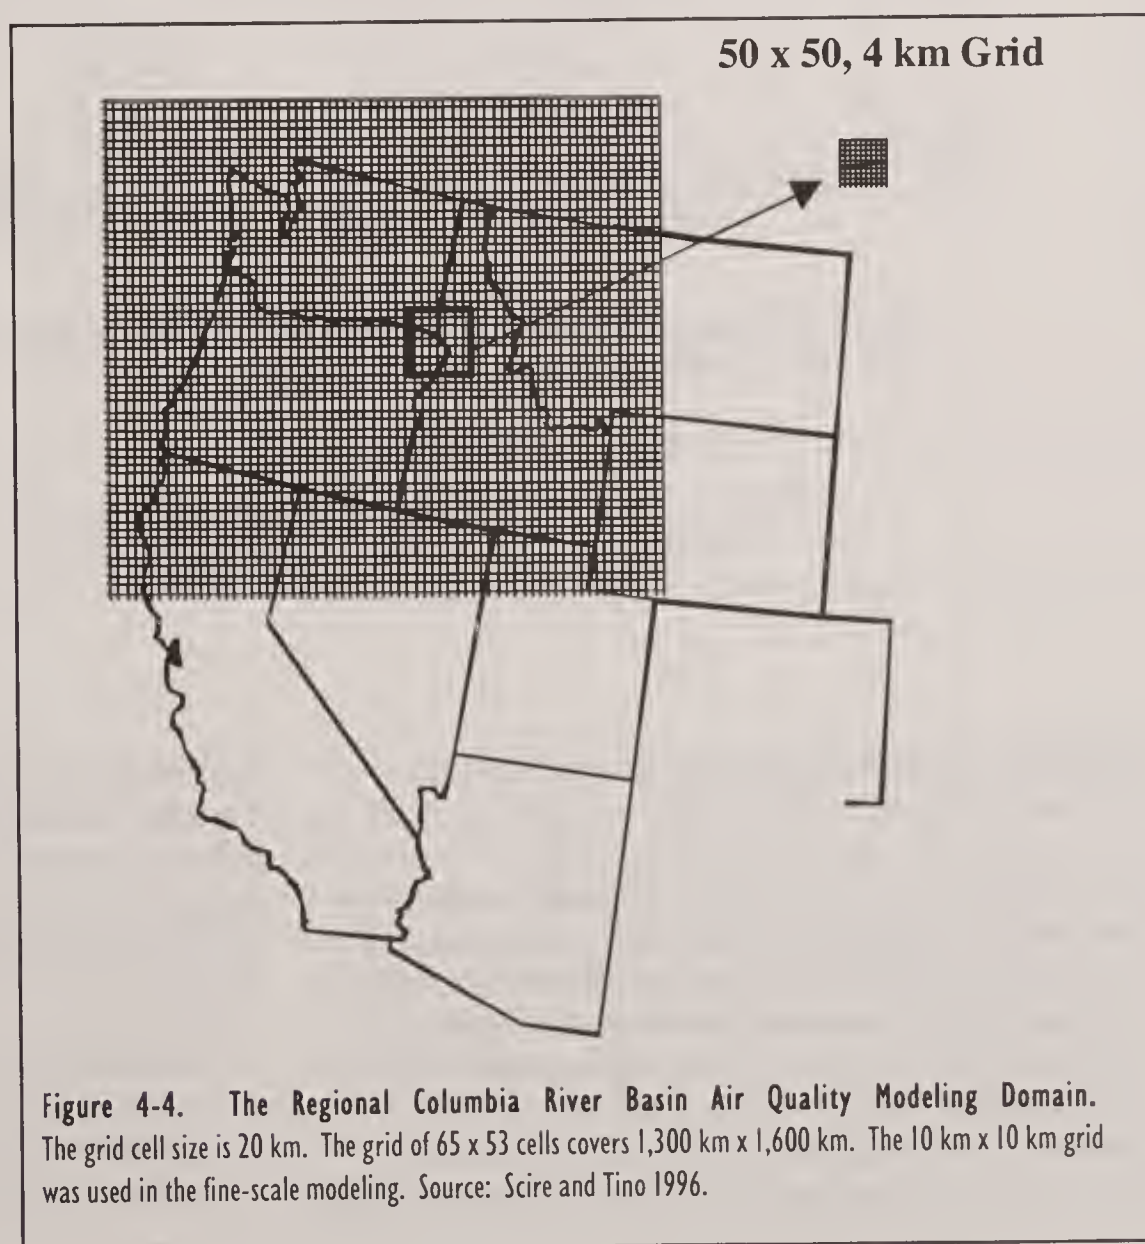 50 x 50, 4 km Grid
Figure 4-4. The Regional Columbia River Basin Air Quality Modeling Domain.
The grid cell size is 20 km. The grid of 65 x 53 cells covers 1,300 km x 1,600 km. The 10 km x 10 km grid
was used in the fine-scale modeling. Source: Scire and Tino 1996.